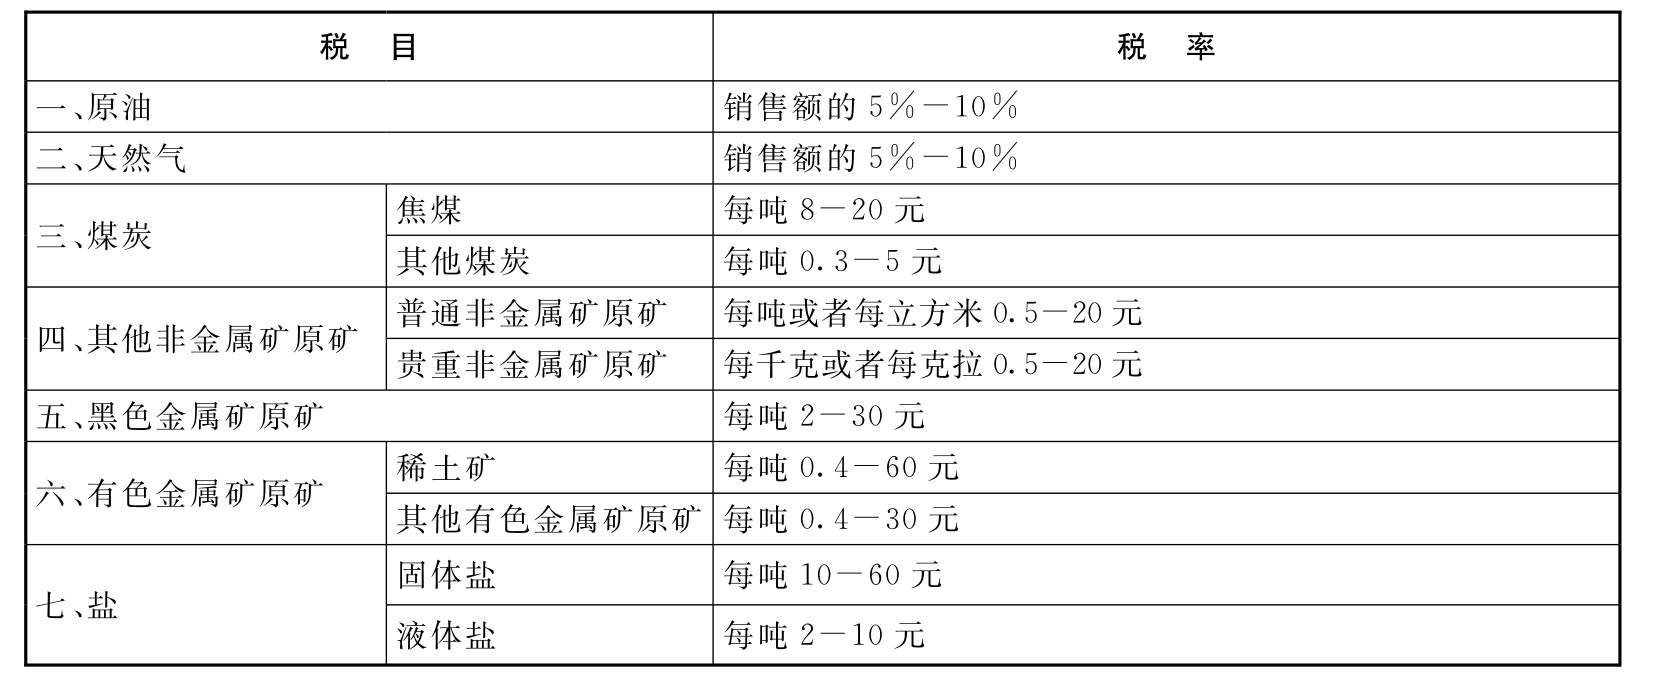 税 目 税 率
一、原油 销售额的 5%－10%
二、天然气 销售额的 5%－10%
三、煤炭 焦煤 每吨 8－20 元
其他煤炭 每吨 0.3－5 元
四、其他非金属矿原矿 普通非金属矿原矿 每吨或者每立方米 0.5－20 元
贵重非金属矿原矿 每千克或者每克拉 0.5－20 元
五、黑色金属矿原矿 每吨 2－30 元
六、有色金属矿原矿 稀土矿 每吨 0.4－60 元
其他有色金属矿原矿 每吨 0.4－30 元
七、盐 固体盐 每吨 10－60 元
液体盐 每吨 2－10 元